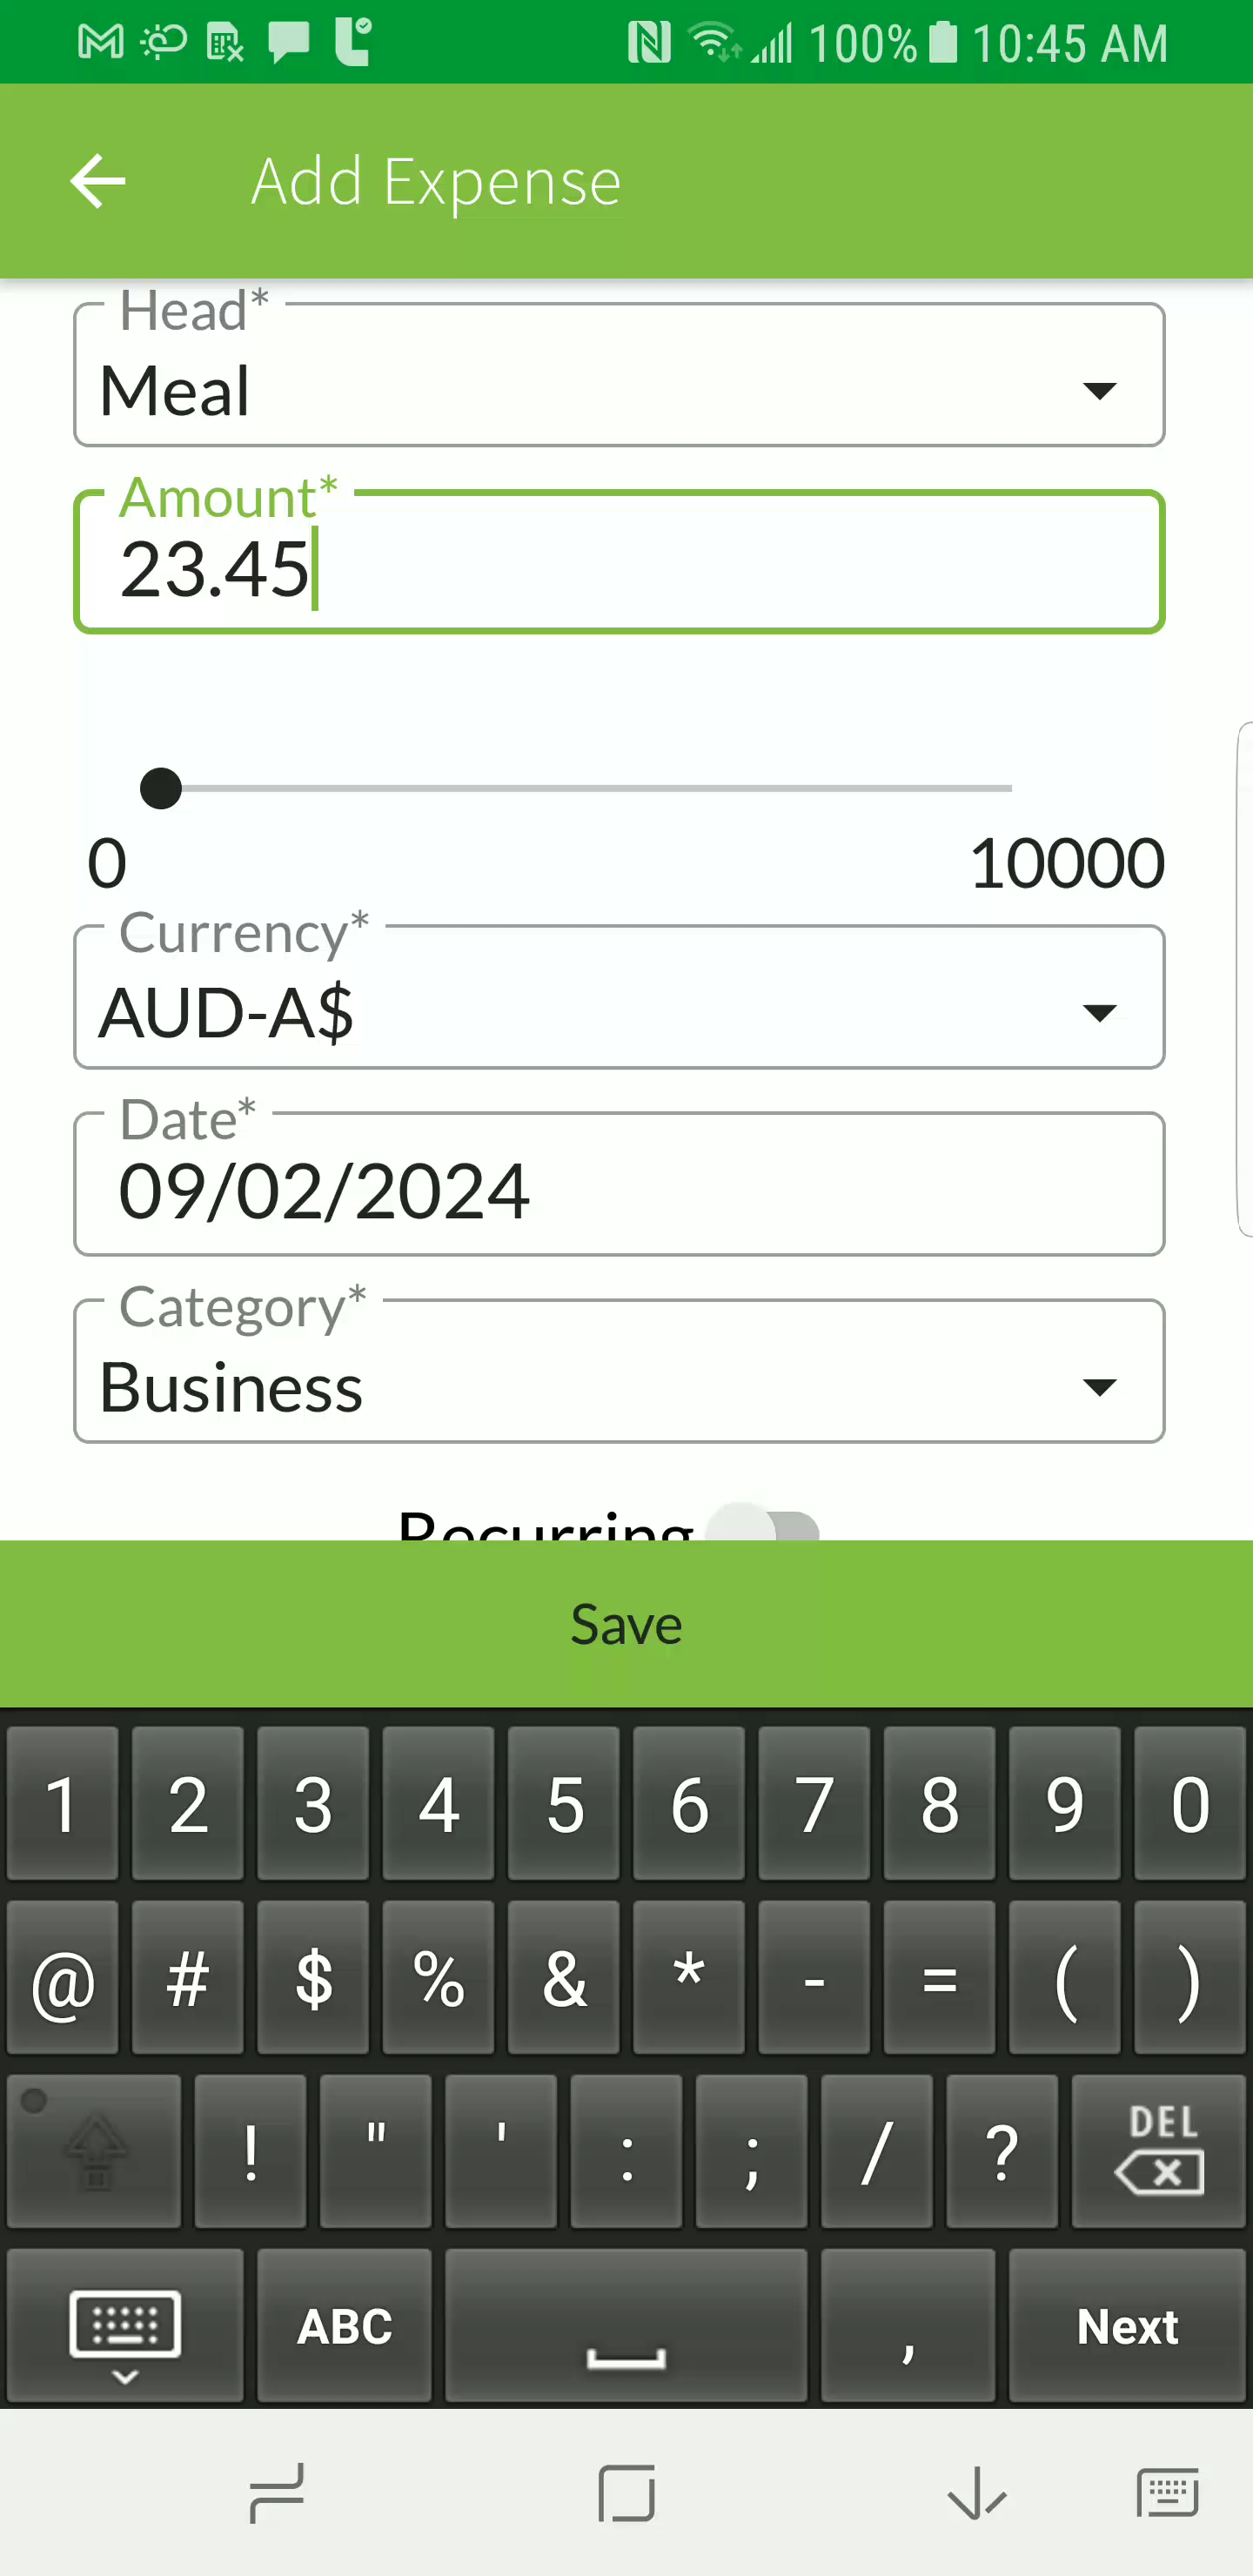 100% 10:45 AM
Add Expense
Head*
Meal
Amount*
23.45
0 10000
Currency*
AUD-A$
Date*
09/02/2024
Category*
Business
Recurring
Save
1 2 3 4 5 6 7 8 9 0
@ # $ % & * - = ( )
! " ' : ; / ? DEL
ABC , Next